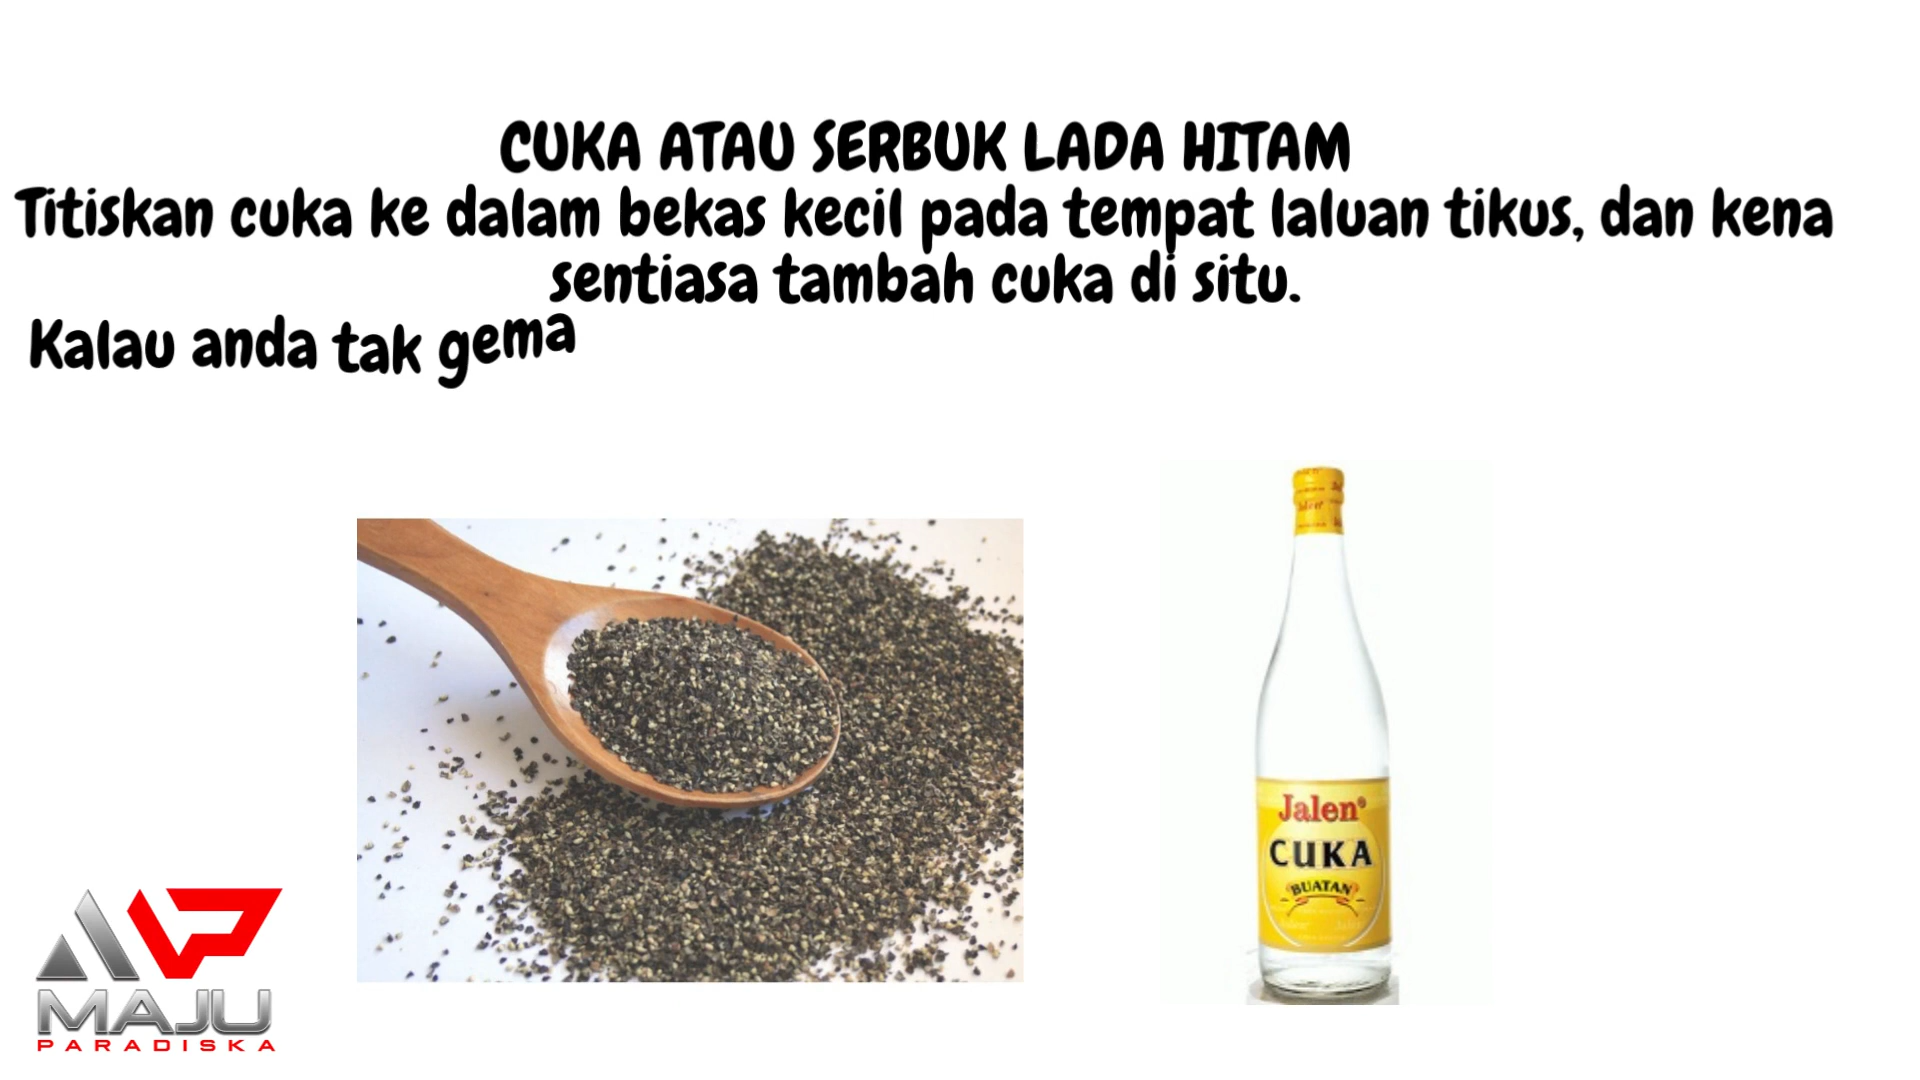 CUKA ATAU SERBUK LADA HITAM
Titiskan cuka ke dalam bekas kecil pada tempat laluan tikus, dan kena
sentiasa tambah cuka di situ.
Kalau anda tak gema
Jalen®
CUKA
BUATAN
MAJU
PARADISKA